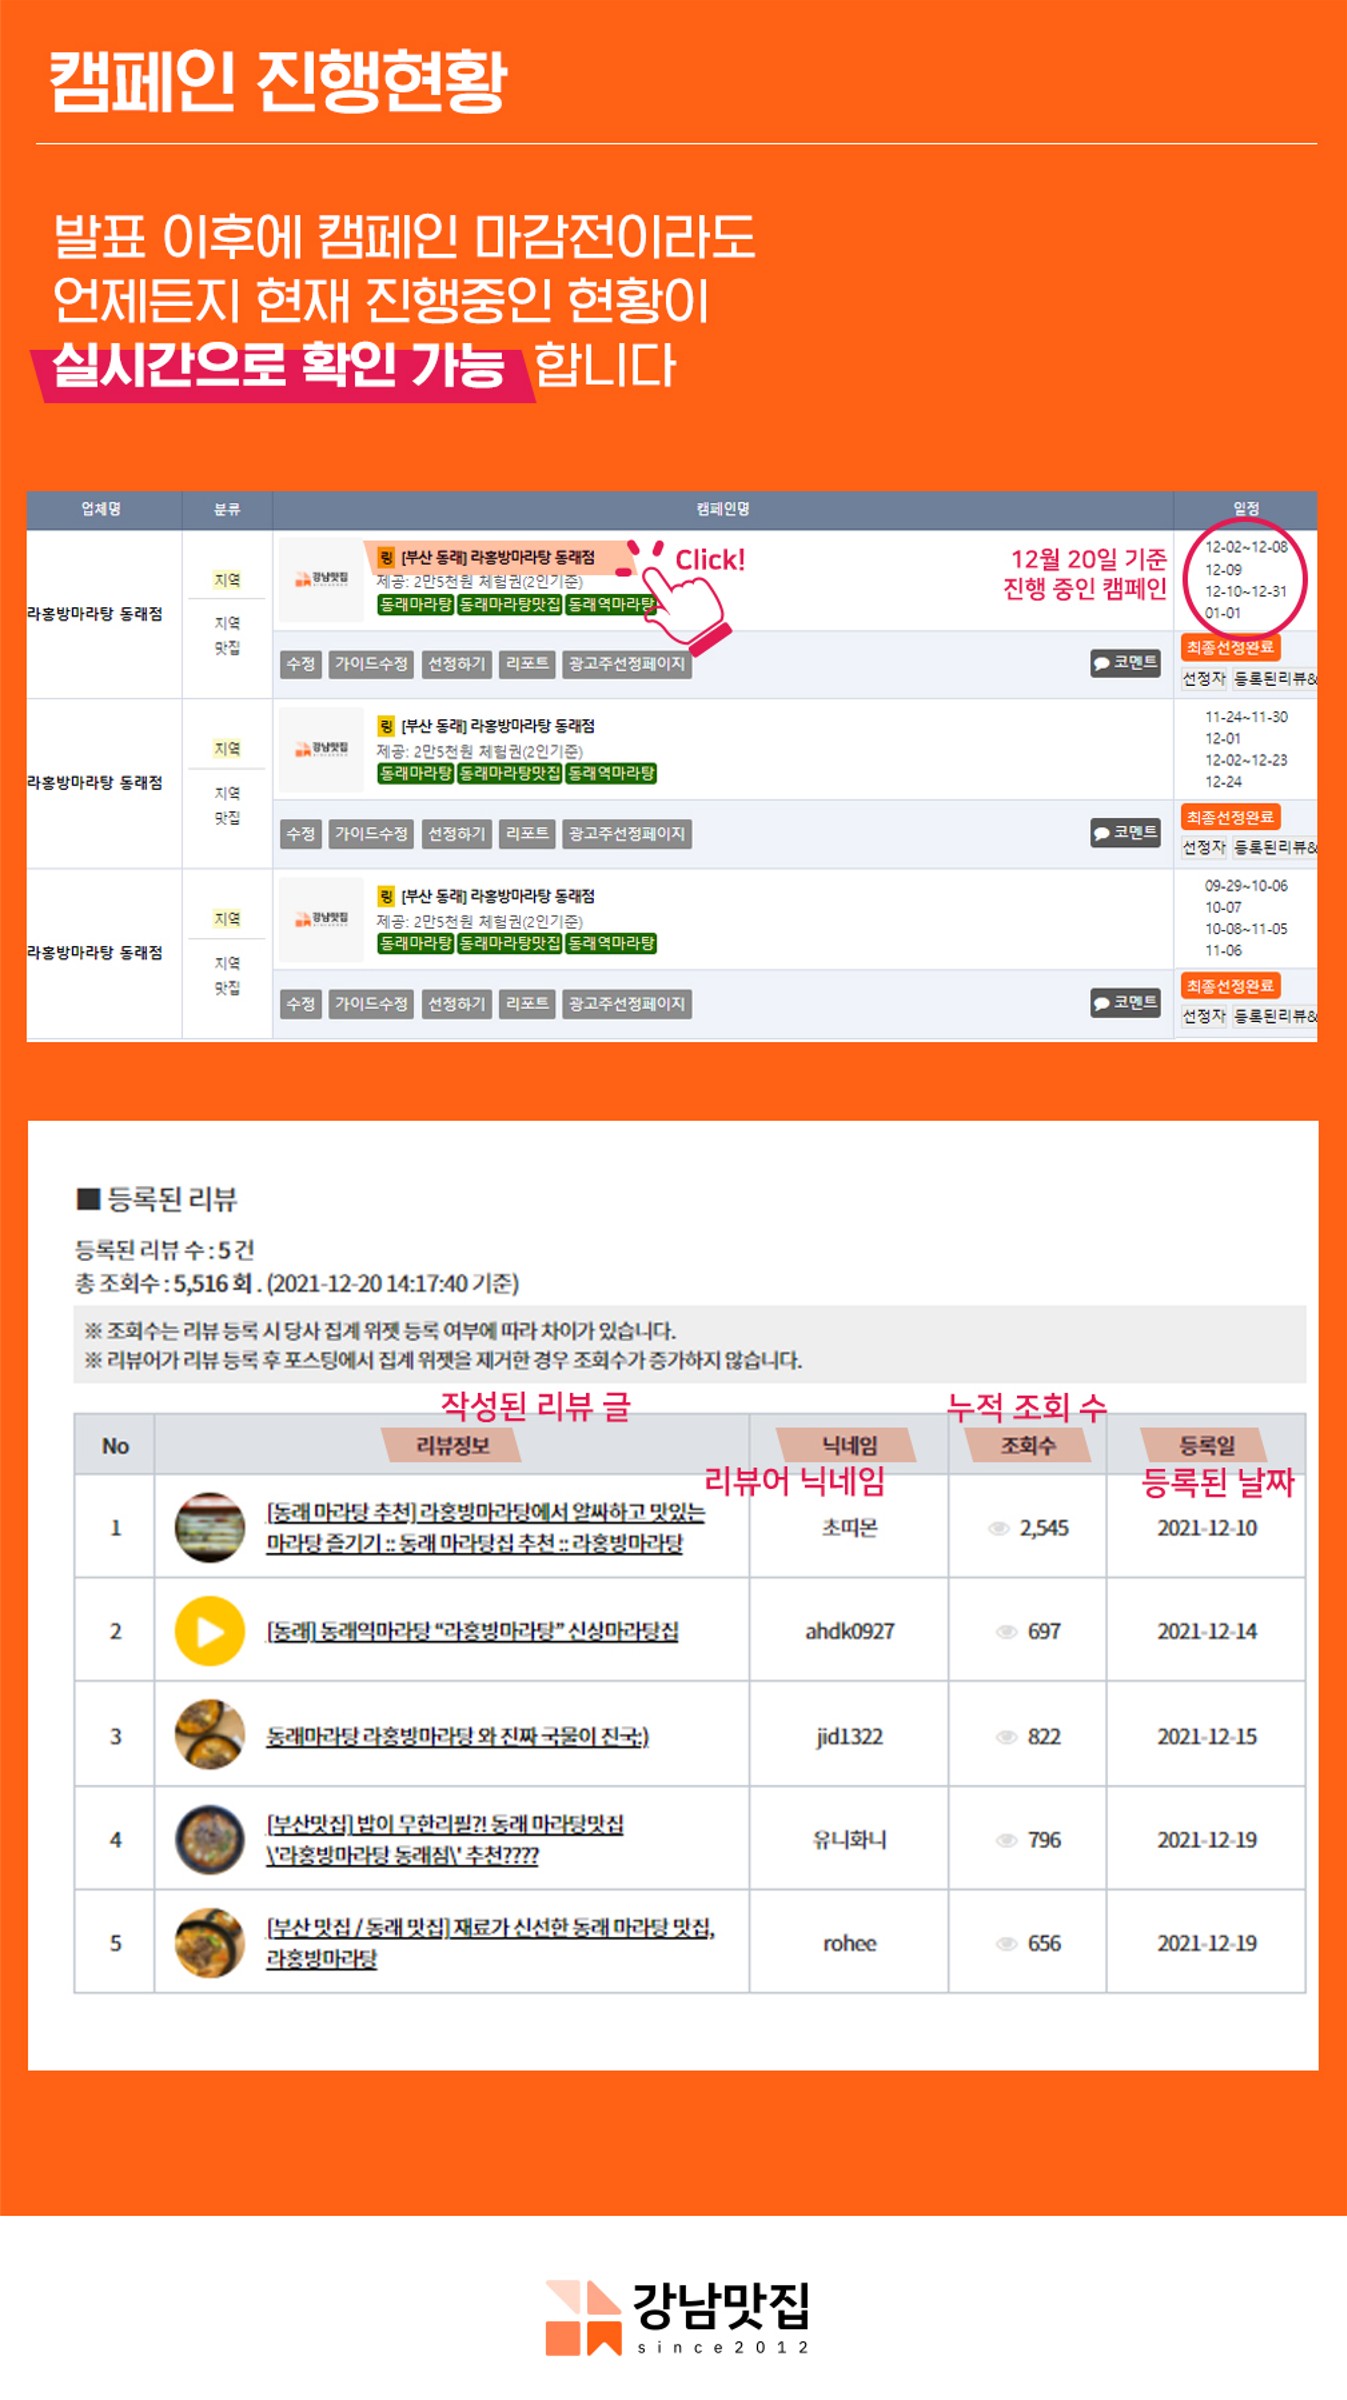 캠페인 진행현황
발표 이후에 캠페인 마감전이라도
언제든지 현재 진행중인 현황이
실시간으로 확인 가능 합니다
업체명 분류 캠페인명 일정
라홍방마라탕 동래점
지역
지역
맛집
강남맛집
링 [부산 동래] 라홍방마라탕 동래점
Click!
제공: 2만5천원 체험권(2인기준)
동래마라탕 동래마라탕맛집 동래역마라탕
12월 20일 기준
진행 중인 캠페인
12-02~12-08
12-09
12-10~12-31
01-01
수정 가이드수정 선정하기 리포트 광고주선정페이지 코멘트
최종선정완료
선정자 등록된리뷰&
라홍방마라탕 동래점
지역
지역
맛집
강남맛집
링 [부산 동래] 라홍방마라탕 동래점
제공: 2만5천원 체험권(2인기준)
동래마라탕 동래마라탕맛집 동래역마라탕
11-24~11-30
12-01
12-02~12-23
12-24
수정 가이드수정 선정하기 리포트 광고주선정페이지 코멘트
최종선정완료
선정자 등록된리뷰&
라홍방마라탕 동래점
지역
지역
맛집
강남맛집
링 [부산 동래] 라홍방마라탕 동래점
제공: 2만5천원 체험권(2인기준)
동래마라탕 동래마라탕맛집 동래역마라탕
09-29~10-06
10-07
10-08~11-05
11-06
수정 가이드수정 선정하기 리포트 광고주선정페이지 코멘트
최종선정완료
선정자 등록된리뷰&
■ 등록된 리뷰
등록된 리뷰 수 : 5 건
총 조회수 : 5,516 회 . (2021-12-20 14:17:40 기준)
※ 조회수는 리뷰 등록 시 당사 집계 위젯 등록 여부에 따라 차이가 있습니다.
※ 리뷰어가 리뷰 등록 후 포스팅에서 집계 위젯을 제거한 경우 조회수가 증가하지 않습니다.
작성된 리뷰 글 누적 조회 수
No 리뷰정보 닉네임 조회수 등록일
리뷰어 닉네임 등록된 날짜
1 [동래 마라탕 추천] 라홍방마라탕에서 알싸하고 맛있는
마라탕 즐기기 :: 동래 마라탕집 추천 :: 라홍방마라탕
초띠몬 2,545 2021-12-10
2 [동래] 동래역마라탕 “라홍방마라탕” 신상마라탕집 ahdk0927 697 2021-12-14
3 동래마라탕 라홍방마라탕 와 진짜 국물이 진국:) jid1322 822 2021-12-15
4 [부산맛집] 밥이 무한리필?! 동래 마라탕맛집
\'라홍방마라탕 동래점\' 추천????
유니화니 796 2021-12-19
5 [부산 맛집 / 동래 맛집] 재료가 신선한 동래 마라탕 맛집,
라홍방마라탕
rohee 656 2021-12-19
강남맛집
since2012